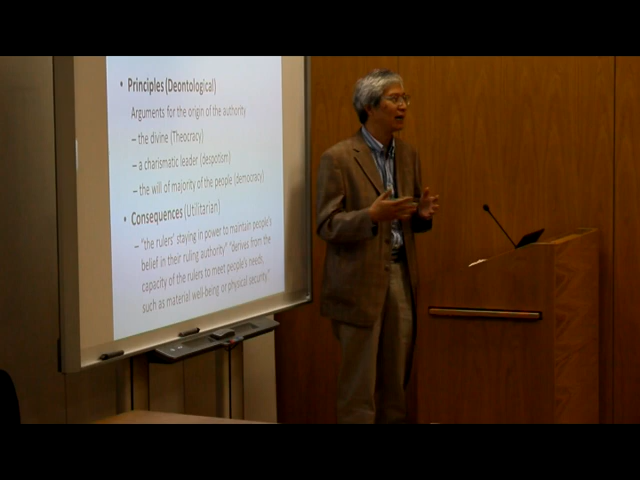 • Principles (Deontological)
Arguments for the origin of the authority
– the divine (Theocracy)
– a charismatic leader (despotism)
– the will of majority of the people (democracy)
• Consequences (Utilitarian)
– “the rulers' staying in power to maintain people's
belief in their ruling authority” “derives from the
capacity of the rulers to meet people's needs,
such as material well-being or physical security.”